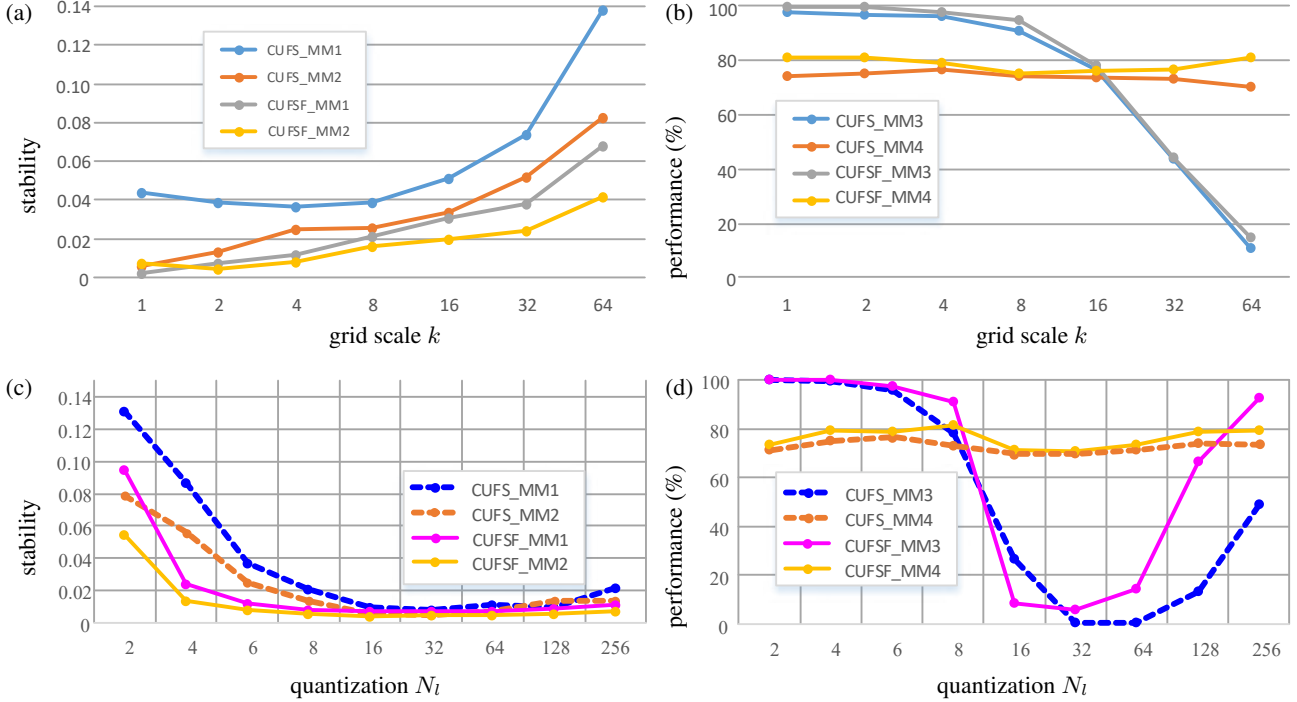 (a)
0.14
0.12
0.10
0.08
0.06
0.04
0.02
0
stability
CUFS_MM1
CUFS_MM2
CUFSF_MM1
CUFSF_MM2
1 2 4 8 16 32 64
grid scale k
(b)
100
80
60
40
20
0
performance (%)
CUFS_MM3
CUFS_MM4
CUFSF_MM3
CUFSF_MM4
1 2 4 8 16 32 64
grid scale k
(c)
0.14
0.12
0.10
0.08
0.06
0.04
0.02
0
stability
CUFS_MM1
CUFS_MM2
CUFSF_MM1
CUFSF_MM2
2 4 6 8 16 32 64 128 256
quantization N_l
(d)
100
80
60
40
20
0
performance (%)
CUFS_MM3
CUFS_MM4
CUFSF_MM3
CUFSF_MM4
2 4 6 8 16 32 64 128 256
quantization N_l